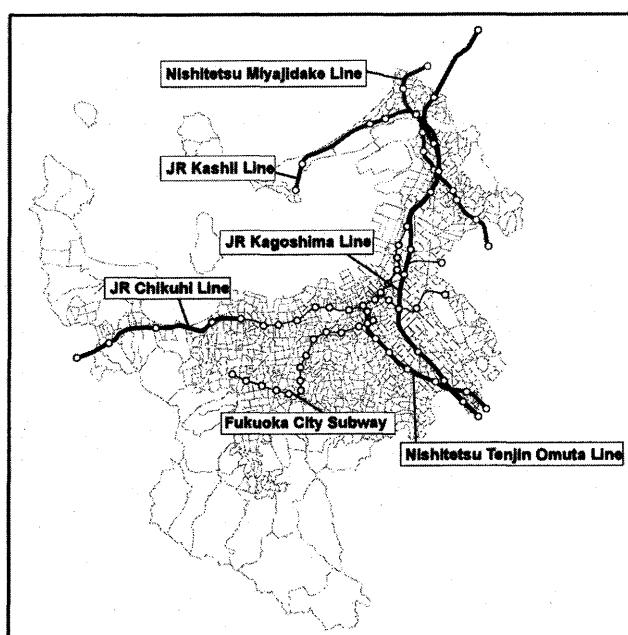 Nishitetsu Miyajidake Line
JR Kashii Line
JR Kagoshima Line
JR Chikuhi Line
Fukuoka City Subway
Nishitetsu Tenjin Omuta Line